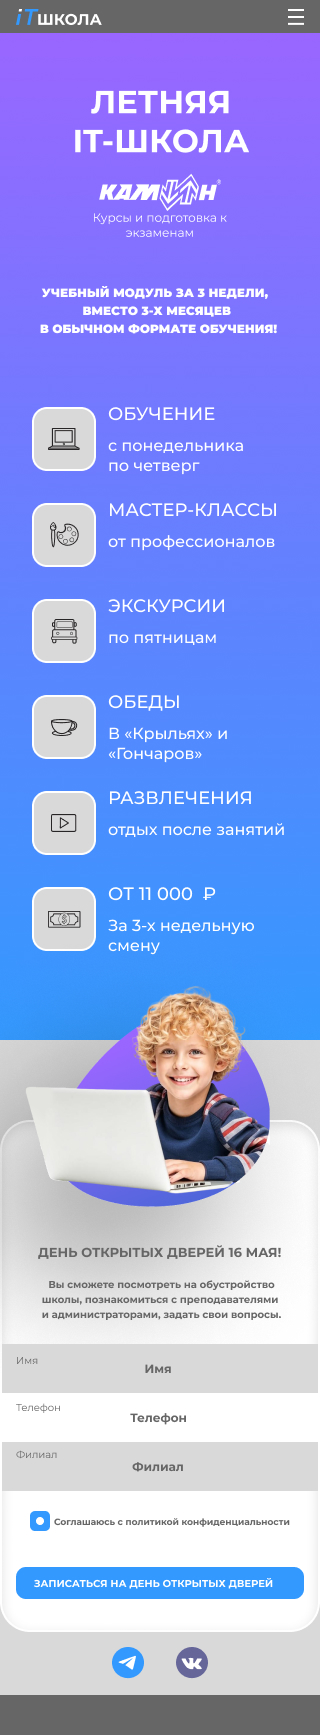 iTШКОЛА
ЛЕТНЯЯ
IT-ШКОЛА
КАМИН
Курсы и подготовка к
экзаменам
УЧЕБНЫЙ МОДУЛЬ ЗА 3 НЕДЕЛИ,
ВМЕСТО 3-Х МЕСЯЦЕВ
В ОБЫЧНОМ ФОРМАТЕ ОБУЧЕНИЯ!
ОБУЧЕНИЕ
с понедельника
по четверг
МАСТЕР-КЛАССЫ
от профессионалов
ЭКСКУРСИИ
по пятницам
ОБЕДЫ
В «Крыльях» и
«Гончаров»
РАЗВЛЕЧЕНИЯ
отдых после занятий
ОТ 11 000 ₽
За 3-х недельную
смену
ДЕНЬ ОТКРЫТЫХ ДВЕРЕЙ 16 МАЯ!
Вы сможете посмотреть на обустройство
школы, познакомиться с преподавателями
и администраторами, задать свои вопросы.
Имя
Имя
Телефон
Телефон
Филиал
Филиал
Соглашаюсь с политикой конфиденциальности
ЗАПИСАТЬСЯ НА ДЕНЬ ОТКРЫТЫХ ДВЕРЕЙ